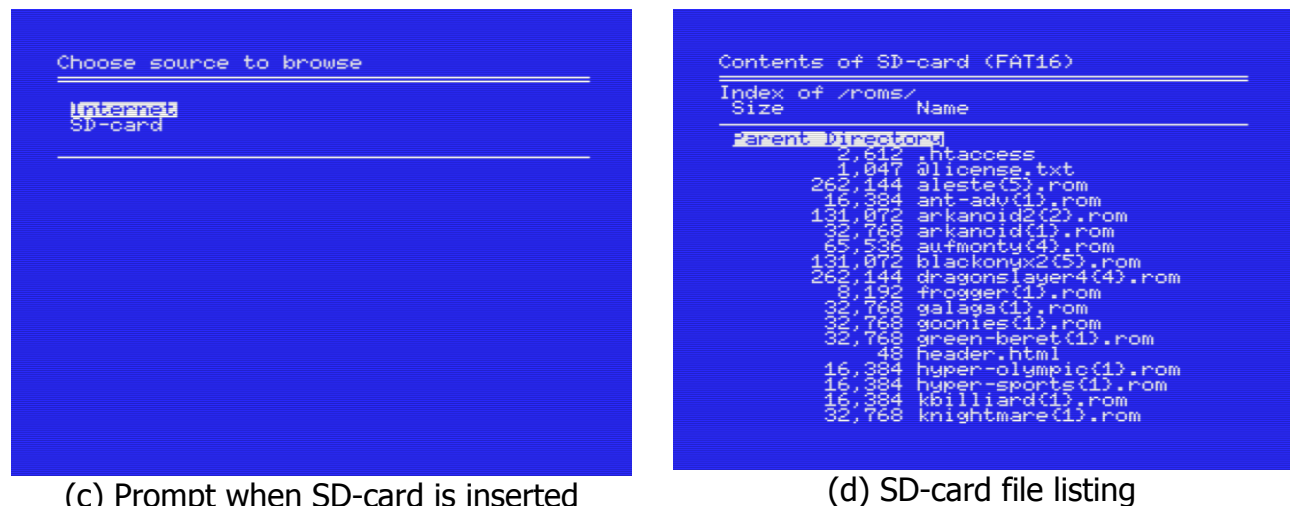 Choose source to browse
Internet
SD-card
(c) Prompt when SD-card is inserted
Contents of SD-card (FAT16)
Index of /roms/
Size Name
Parent Directory
2,612 .htaccess
1,047 @license.txt
262,144 aleste{5}.rom
16,384 ant-adv{1}.rom
131,072 arkanoid2{2}.rom
32,768 arkanoid{1}.rom
65,536 aufmonty{4}.rom
131,072 blackonyx2{5}.rom
262,144 dragonslayer4{4}.rom
8,192 frogger{1}.rom
32,768 galaga{1}.rom
32,768 goonies{1}.rom
32,768 green-beret{1}.rom
48 header.html
16,384 hyper-olympic{1}.rom
16,384 hyper-sports{1}.rom
16,384 kbilliard{1}.rom
32,768 knightmare{1}.rom
(d) SD-card file listing